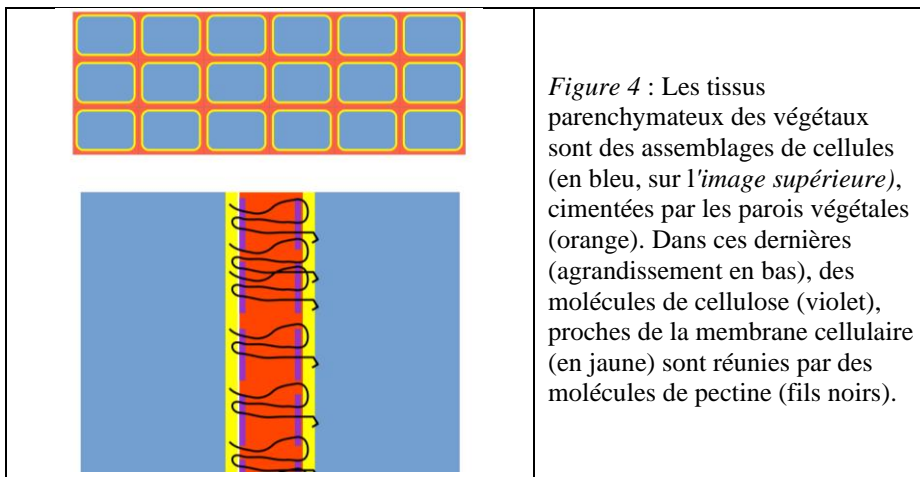 Figure 4 : Les tissus
parenchymateux des végétaux
sont des assemblages de cellules
(en bleu, sur l'image supérieure),
cimentées par les parois végétales
(orange). Dans ces dernières
(agrandissement en bas), des
molécules de cellulose (violet),
proches de la membrane cellulaire
(en jaune) sont réunies par des
molécules de pectine (fils noirs).